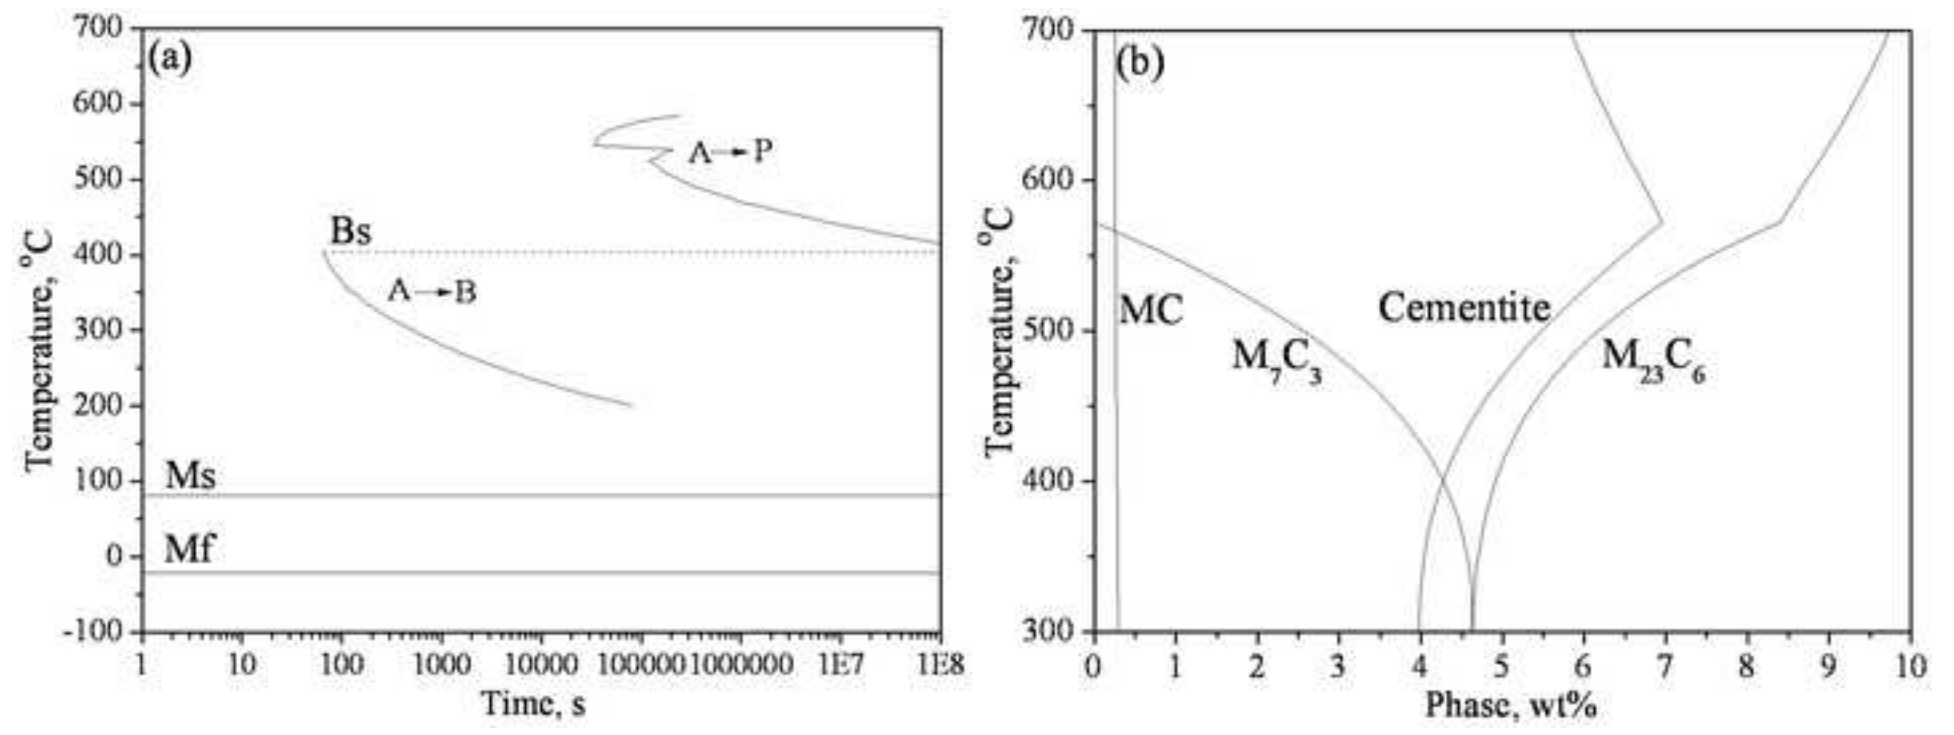 (a)
700
600
500
400
300
200
100
0
-100
Temperature, °C
A→P
Bs
A→B
Ms
Mf
1 10 100 1000 10000 100000 1000000 1E7 1E8
Time, s
(b)
700
600
500
400
300
Temperature, °C
MC
M7C3
Cementite
M23C6
0 1 2 3 4 5 6 7 8 9 10
Phase, wt%